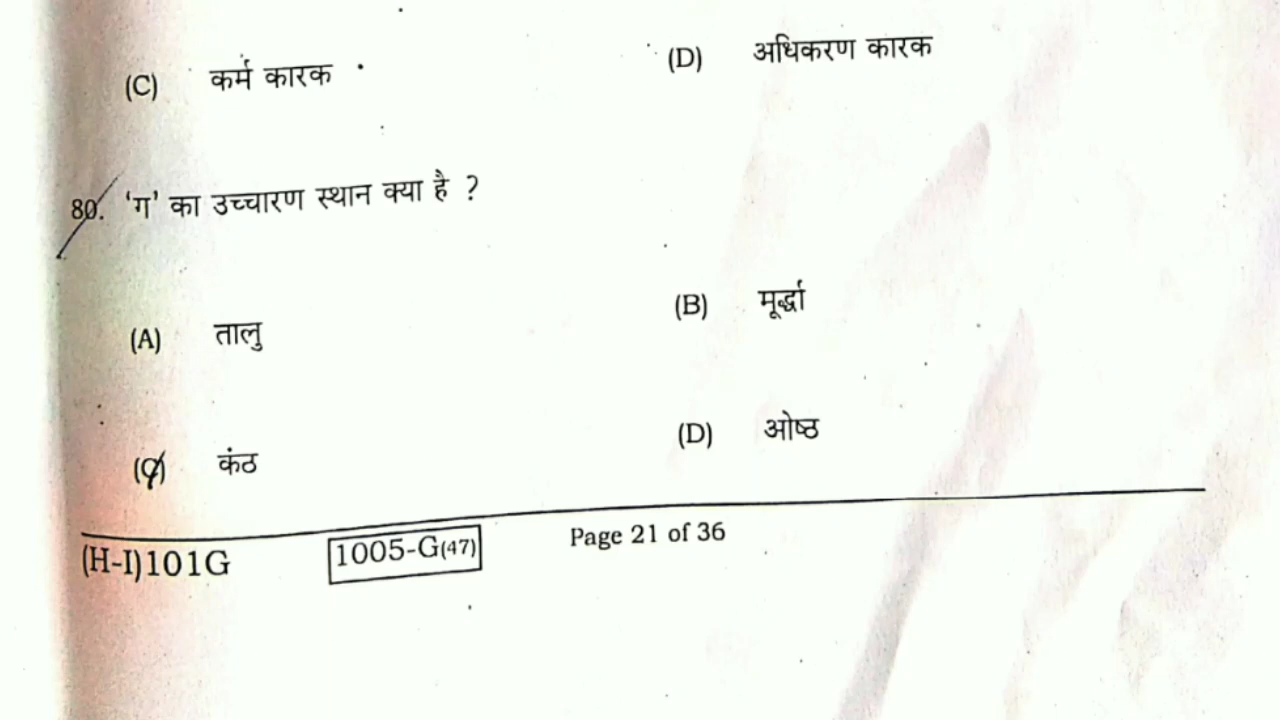 (C) कर्म कारक (D) अधिकरण कारक
80. 'ग' का उच्चारण स्थान क्या है ?
(A) तालु (B) मूर्द्धा
(C) कंठ (D) ओष्ठ
(H-I)101G 1005-G(47) Page 21 of 36